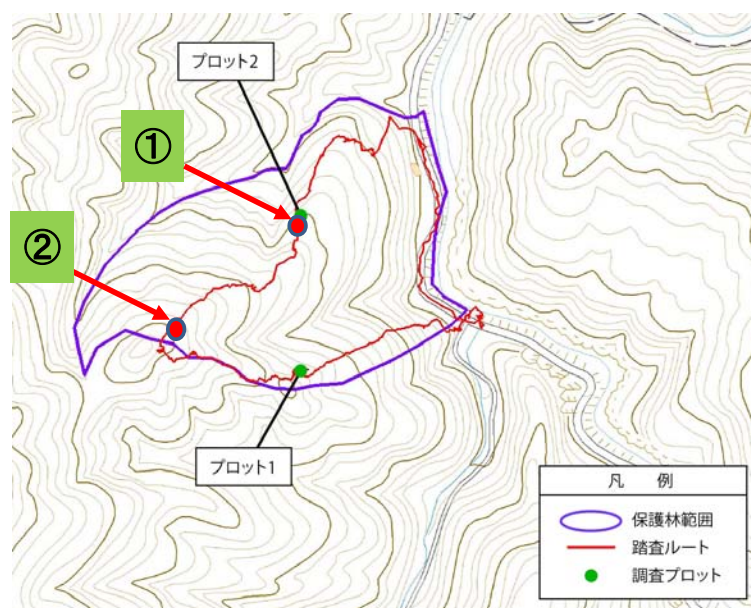 プロット2
①
②
プロット1
凡 例
保護林範囲
踏査ルート
調査プロット